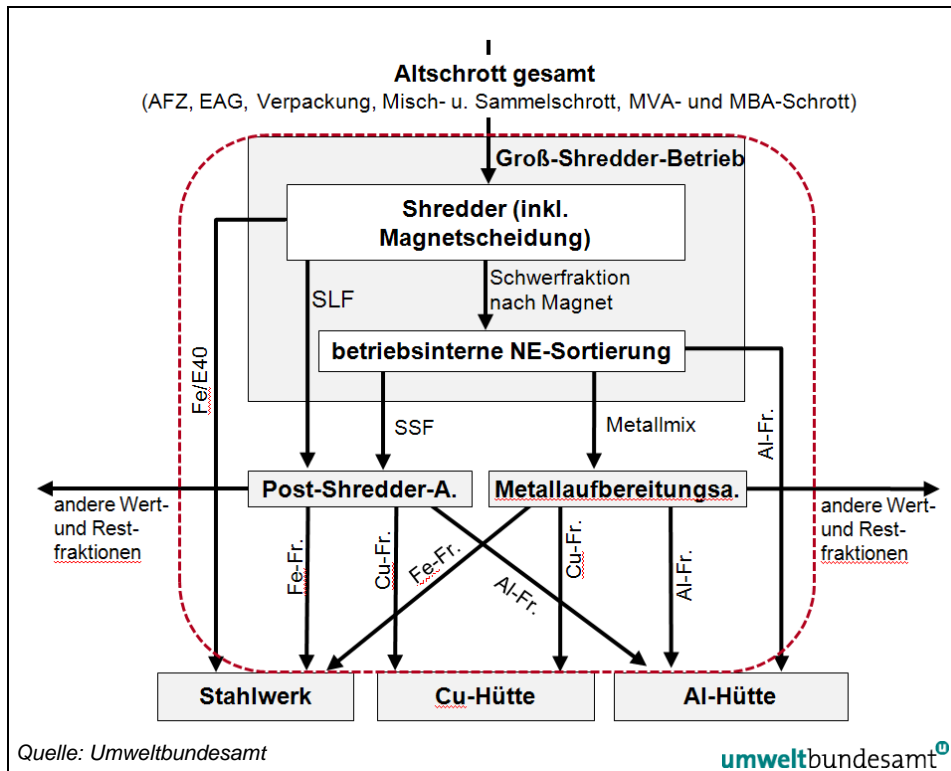 Altschrott gesamt
(AFZ, EAG, Verpackung, Misch- u. Sammelschrott, MVA- und MBA-Schrott)
Groß-Shredder-Betrieb
Shredder (inkl.
Magnetscheidung)
SLF
Schwerfraktion
nach Magnet
betriebsinterne NE-Sortierung
Fe/E40
SSF
Metallmix
Al-Fr.
Post-Shredder-A.
Metallaufbereitungsa.
andere Wert-
und Rest-
fraktionen
andere Wert-
und Rest-
fraktionen
Fe-Fr.
Cu-Fr.
Fe-Fr.
Al-Fr.
Cu-Fr.
Al-Fr.
Stahlwerk
Cu-Hütte
Al-Hütte
Quelle: Umweltbundesamt
umweltbundesamt